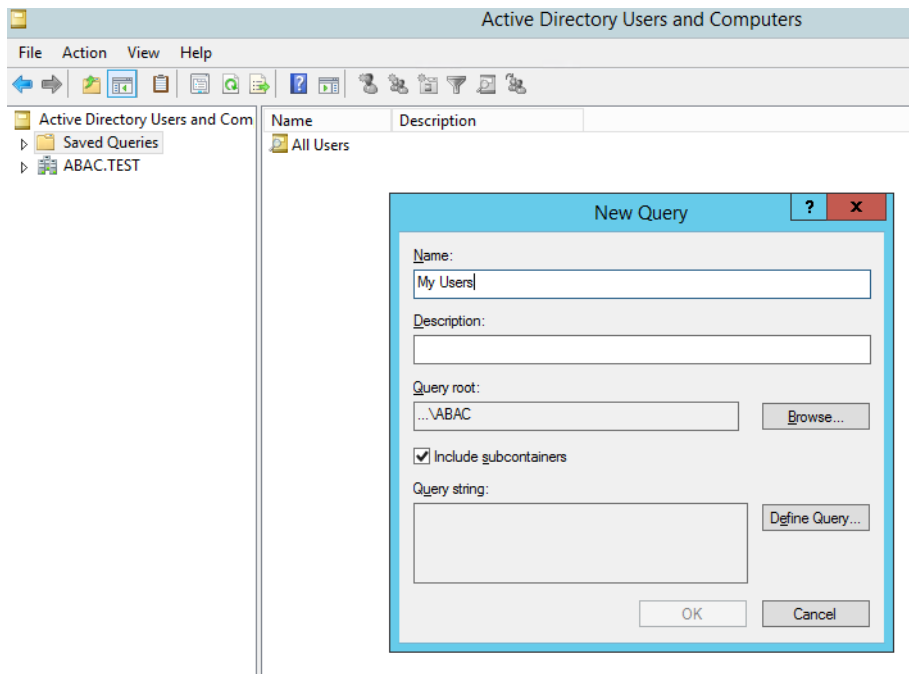 Active Directory Users and Computers
File Action View Help
Active Directory Users and Com
Saved Queries
ABAC.TEST
Name Description
All Users
New Query
? x
Name:
My Users
Description:
Query root:
...\ABAC
Browse...
Include subcontainers
Query string:
Define Query...
OK Cancel